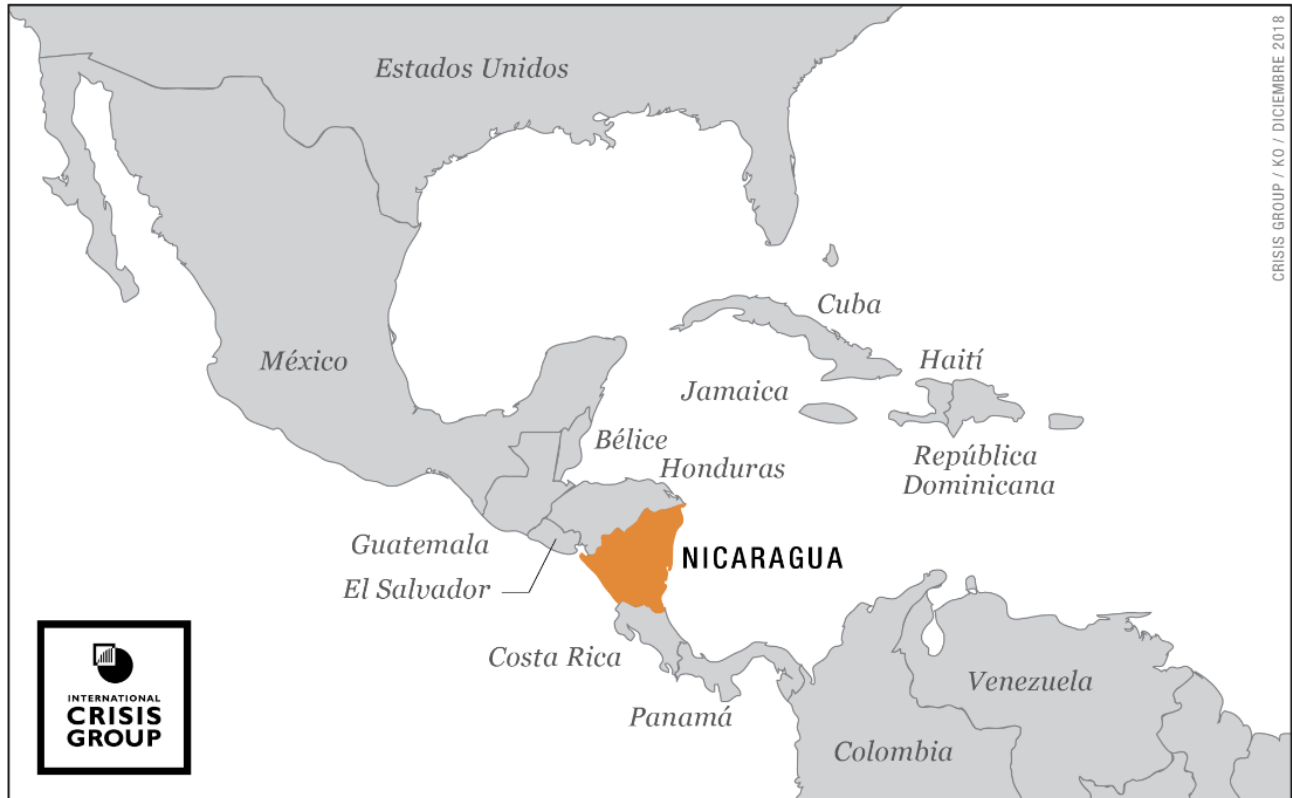 Estados Unidos
CRISIS GROUP / KO / DICIEMBRE 2018
Cuba
México
Haití
Jamaica
Bélice
República
Dominicana
Honduras
Guatemala
NICARAGUA
El Salvador
Costa Rica
Venezuela
Panamá
Colombia
INTERNATIONAL
CRISIS
GROUP